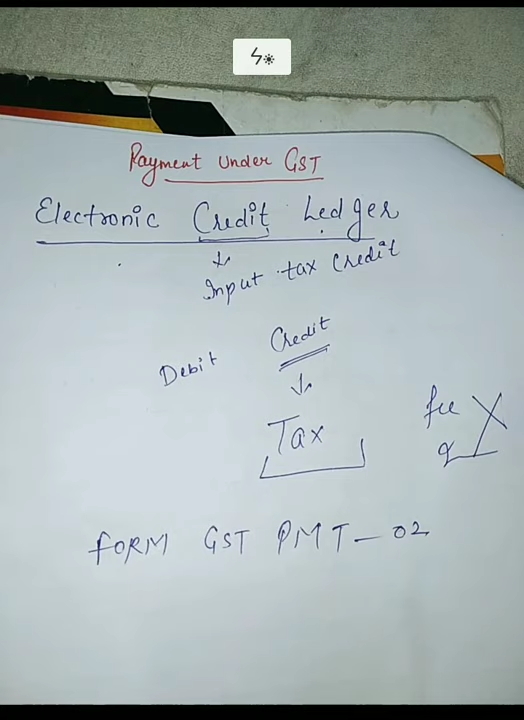 Payment under GST
Electronic Credit Ledger
Input tax credit
Debit Credit
Tax
fee
FORM GST PMT-02